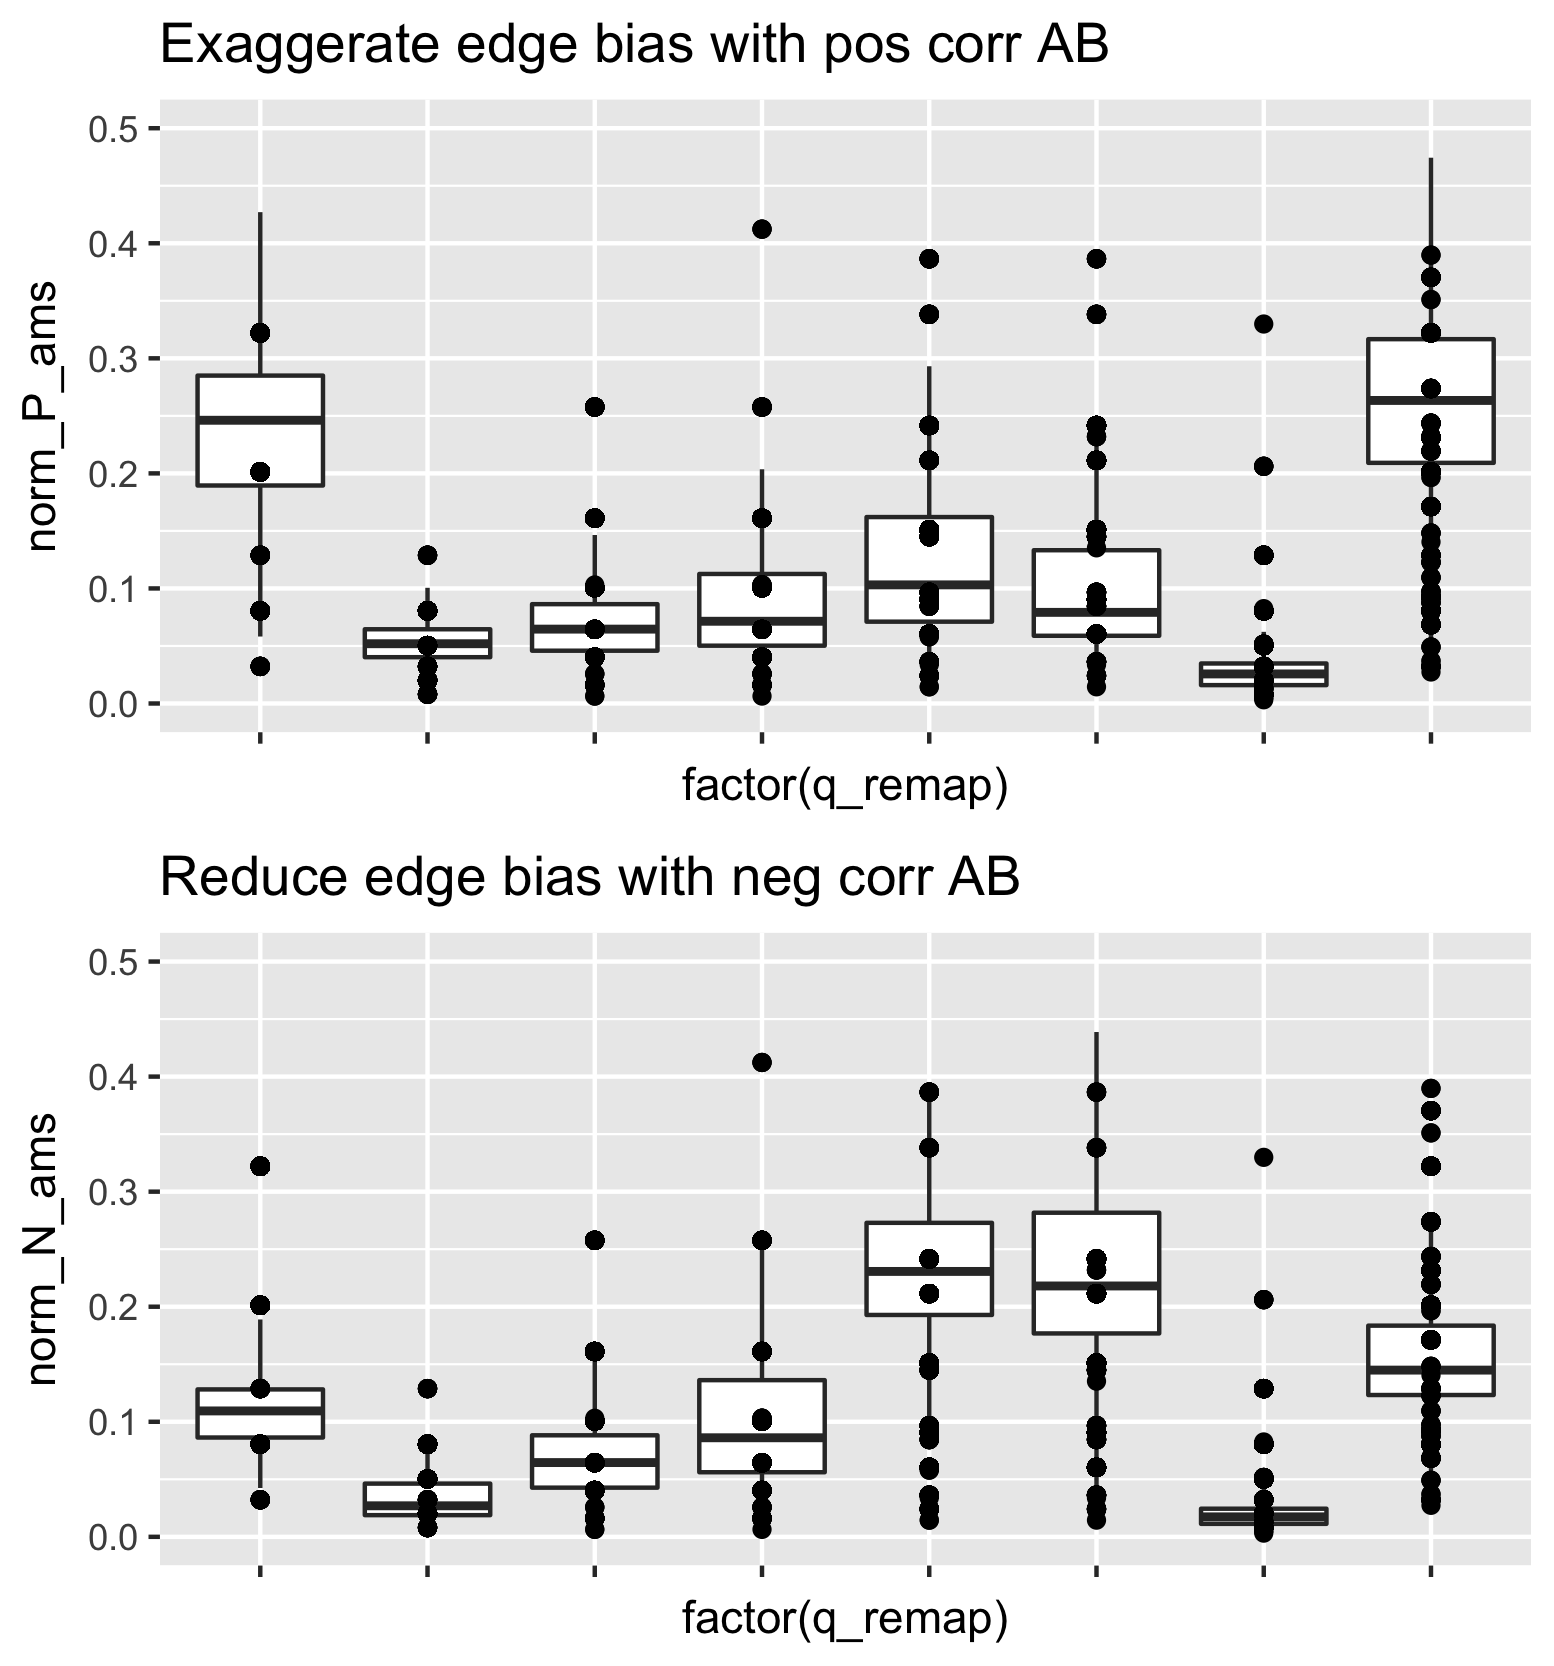 Exaggerate edge bias with pos corr AB
0.5
0.4
0.3
0.2
0.1
0.0
norm_P_ams
factor(q_remap)
Reduce edge bias with neg corr AB
0.5
0.4
0.3
0.2
0.1
0.0
norm_N_ams
factor(q_remap)